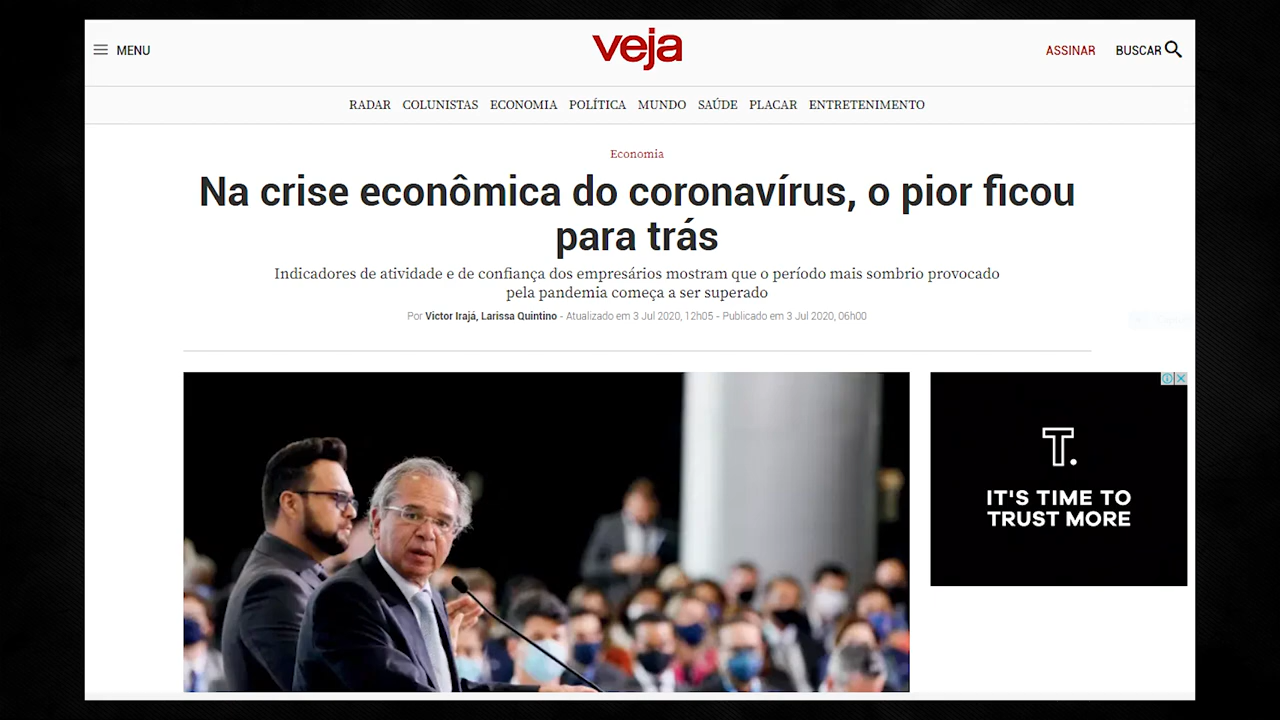 MENU
veja
ASSINAR
BUSCAR
RADAR COLUNISTAS ECONOMIA POLÍTICA MUNDO SAÚDE PLACAR ENTRETENIMENTO
Economia
Na crise econômica do coronavírus, o pior ficou
para trás
Indicadores de atividade e de confiança dos empresários mostram que o período mais sombrio provocado
pela pandemia começa a ser superado
Por Victor Irajá, Larissa Quintino - Atualizado em 3 Jul 2020, 12h05 - Publicado em 3 Jul 2020, 06h00
T.
IT'S TIME TO
TRUST MORE